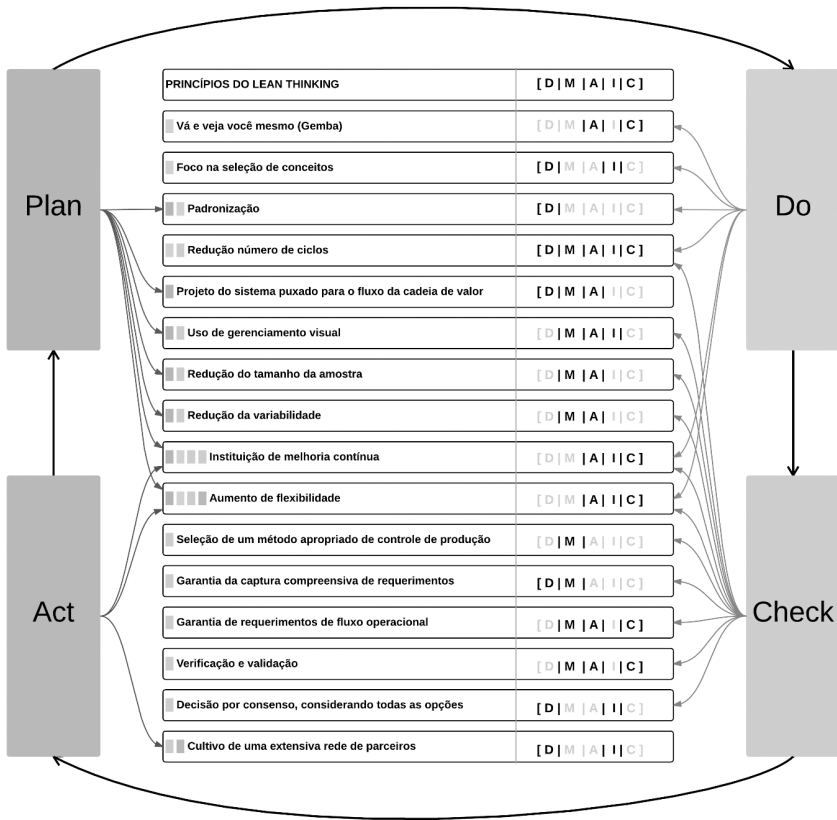 PRINCÍPIOS DO LEAN THINKING [ D | M | A | I | C ]
Vá e veja você mesmo (Gemba) [ D | M | A | I | C ]
Foco na seleção de conceitos [ D | M | A | I | C ]
Plan
Padronização [ D | M | A | I | C ]
Do
Redução número de ciclos [ D | M | A | I | C ]
Projeto do sistema puxado para o fluxo da cadeia de valor [ D | M | A | I | C ]
Uso de gerenciamento visual [ D | M | A | I | C ]
Redução do tamanho da amostra [ D | M | A | I | C ]
Redução da variabilidade [ D | M | A | I | C ]
Instituição de melhoria contínua [ D | M | A | I | C ]
Aumento de flexibilidade [ D | M | A | I | C ]
Seleção de um método apropriado de controle de produção [ D | M | A | I | C ]
Garantia da captura compreensiva de requerimentos [ D | M | A | I | C ]
Act
Garantia de requerimentos de fluxo operacional [ D | M | A | I | C ]
Check
Verificação e validação [ D | M | A | I | C ]
Decisão por consenso, considerando todas as opções [ D | M | A | I | C ]
Cultivo de uma extensiva rede de parceiros [ D | M | A | I | C ]